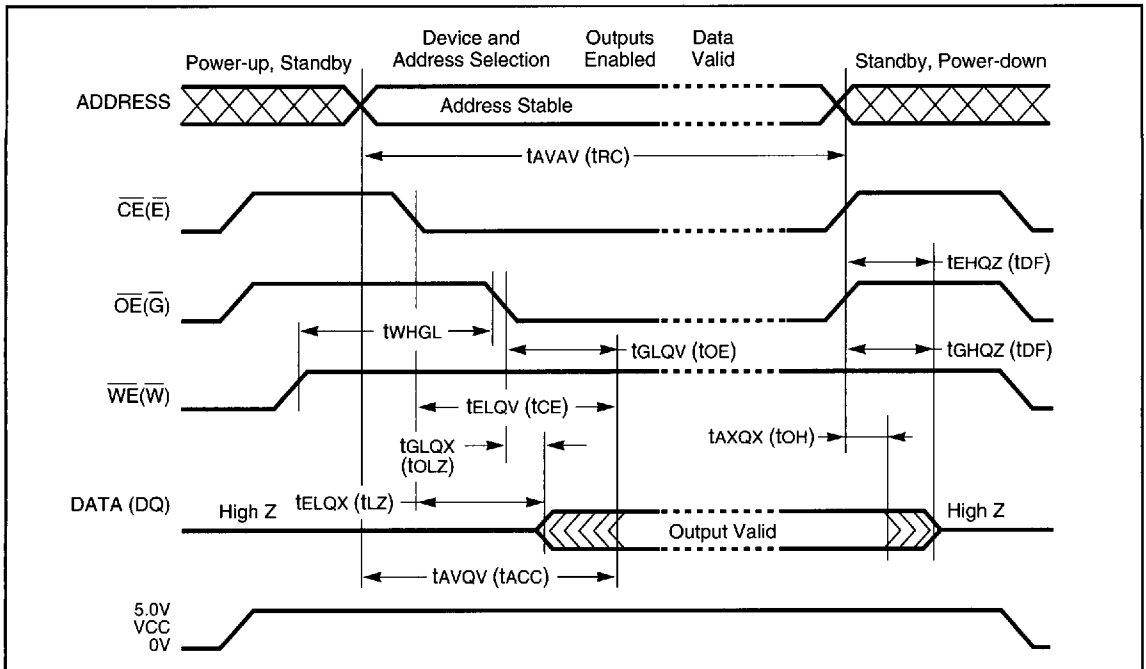 Power-up, Standby
Device and
Address Selection
Outputs
Enabled
Data
Valid
Standby, Power-down
ADDRESS
Address Stable
tAVAV (tRC)
CE(E)
tEHQZ (tDF)
OE(G)
tWHGL
tGLQV (tOE)
tGHQZ (tDF)
WE(W)
tELQV (tCE)
tGLQX
(tOLZ)
tAXQX (tOH)
DATA (DQ)
tELQX (tLZ)
High Z
Output Valid
High Z
tAVQV (tACC)
5.0V
VCC
0V